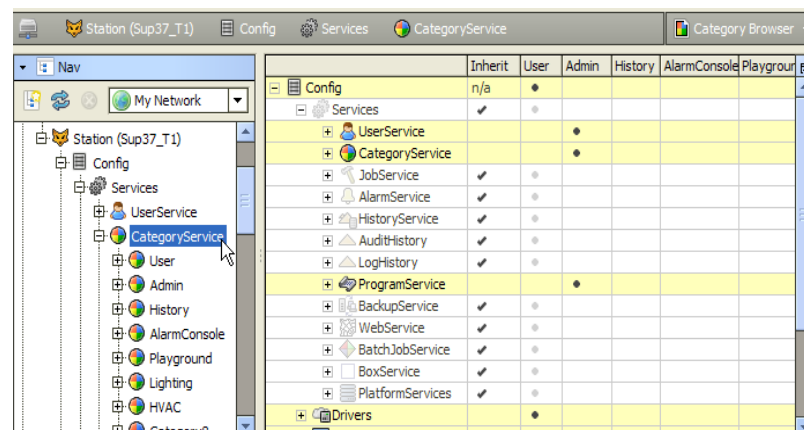 Station (Sup37_T1) Config Services CategoryService Category Browser
Nav
My Network
Station (Sup37_T1)
Config
Services
UserService
CategoryService
User
Admin
History
AlarmConsole
Playground
Lighting
HVAC
Inherit User Admin History AlarmConsole Playgroun
Config n/a
Services
UserService
CategoryService
JobService
AlarmService
HistoryService
AuditHistory
LogHistory
ProgramService
BackupService
WebService
BatchJobService
BoxService
PlatformServices
Drivers